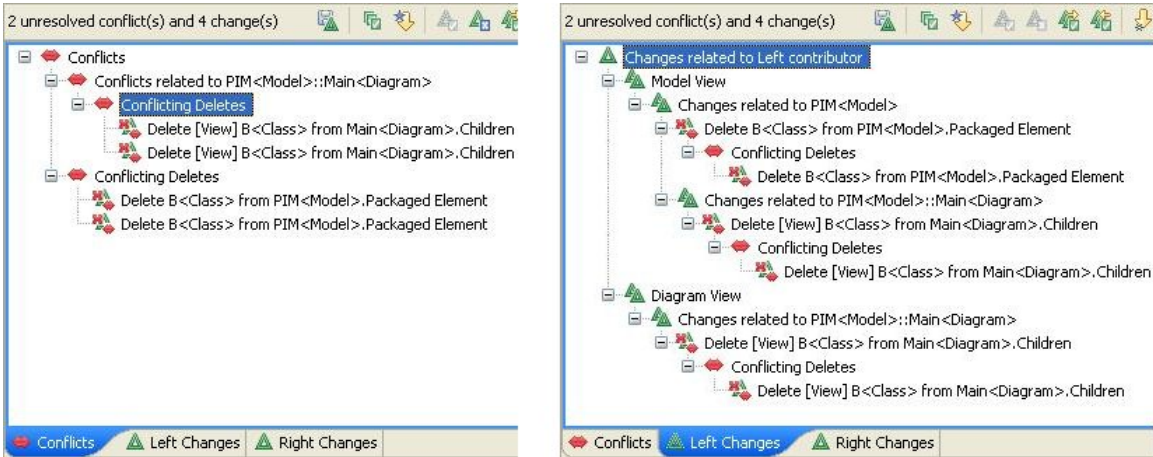 2 unresolved conflict(s) and 4 change(s)
Conflicts
Conflicts related to PIM<Model>::Main<Diagram>
Conflicting Deletes
Delete [View] B<Class> from Main<Diagram>.Children
Delete [View] B<Class> from Main<Diagram>.Children
Conflicting Deletes
Delete B<Class> from PIM<Model>.Packaged Element
Delete B<Class> from PIM<Model>.Packaged Element
Conflicts Left Changes Right Changes
2 unresolved conflict(s) and 4 change(s)
Changes related to Left contributor
Model View
Changes related to PIM<Model>
Delete B<Class> from PIM<Model>.Packaged Element
Conflicting Deletes
Delete B<Class> from PIM<Model>.Packaged Element
Changes related to PIM<Model>::Main<Diagram>
Delete [View] B<Class> from Main<Diagram>.Children
Conflicting Deletes
Delete [View] B<Class> from Main<Diagram>.Children
Diagram View
Changes related to PIM<Model>::Main<Diagram>
Delete [View] B<Class> from Main<Diagram>.Children
Conflicting Deletes
Delete [View] B<Class> from Main<Diagram>.Children
Conflicts Left Changes Right Changes